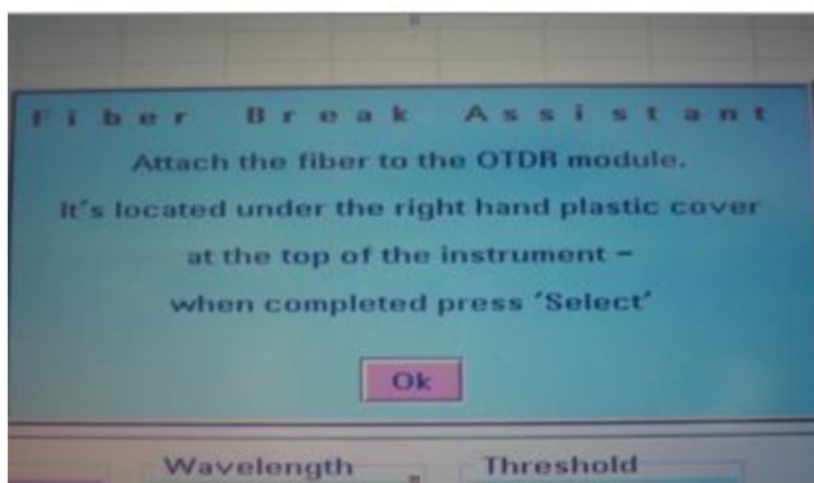 Fiber Break Assistant
Attach the fiber to the OTDR module.
It's located under the right hand plastic cover
at the top of the instrument –
when completed press 'Select'
Ok
Wavelength Threshold